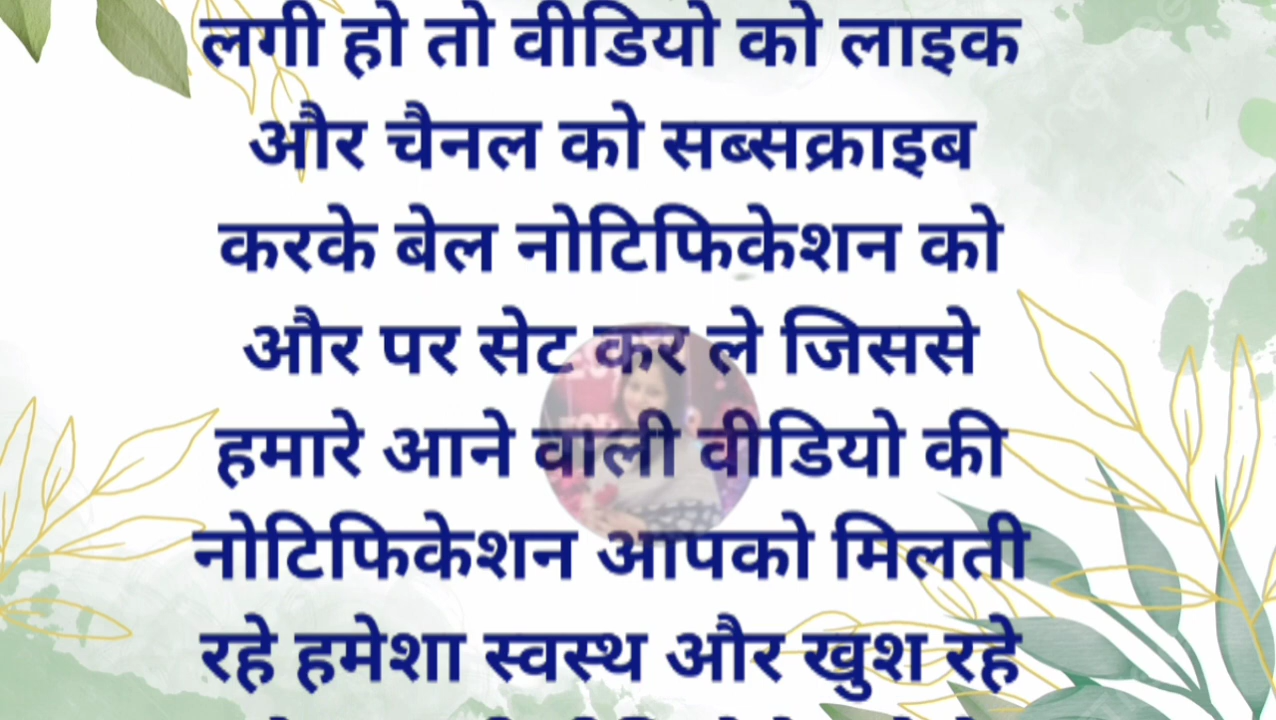 लगी हो तो वीडियो को लाइक
और चैनल को सब्सक्राइब
करके बेल नोटिफिकेशन को
और पर सेट कर ले जिससे
हमारे आने वाली वीडियो की
नोटिफिकेशन आपको मिलती
रहे हमेशा स्वस्थ और खुश रहे